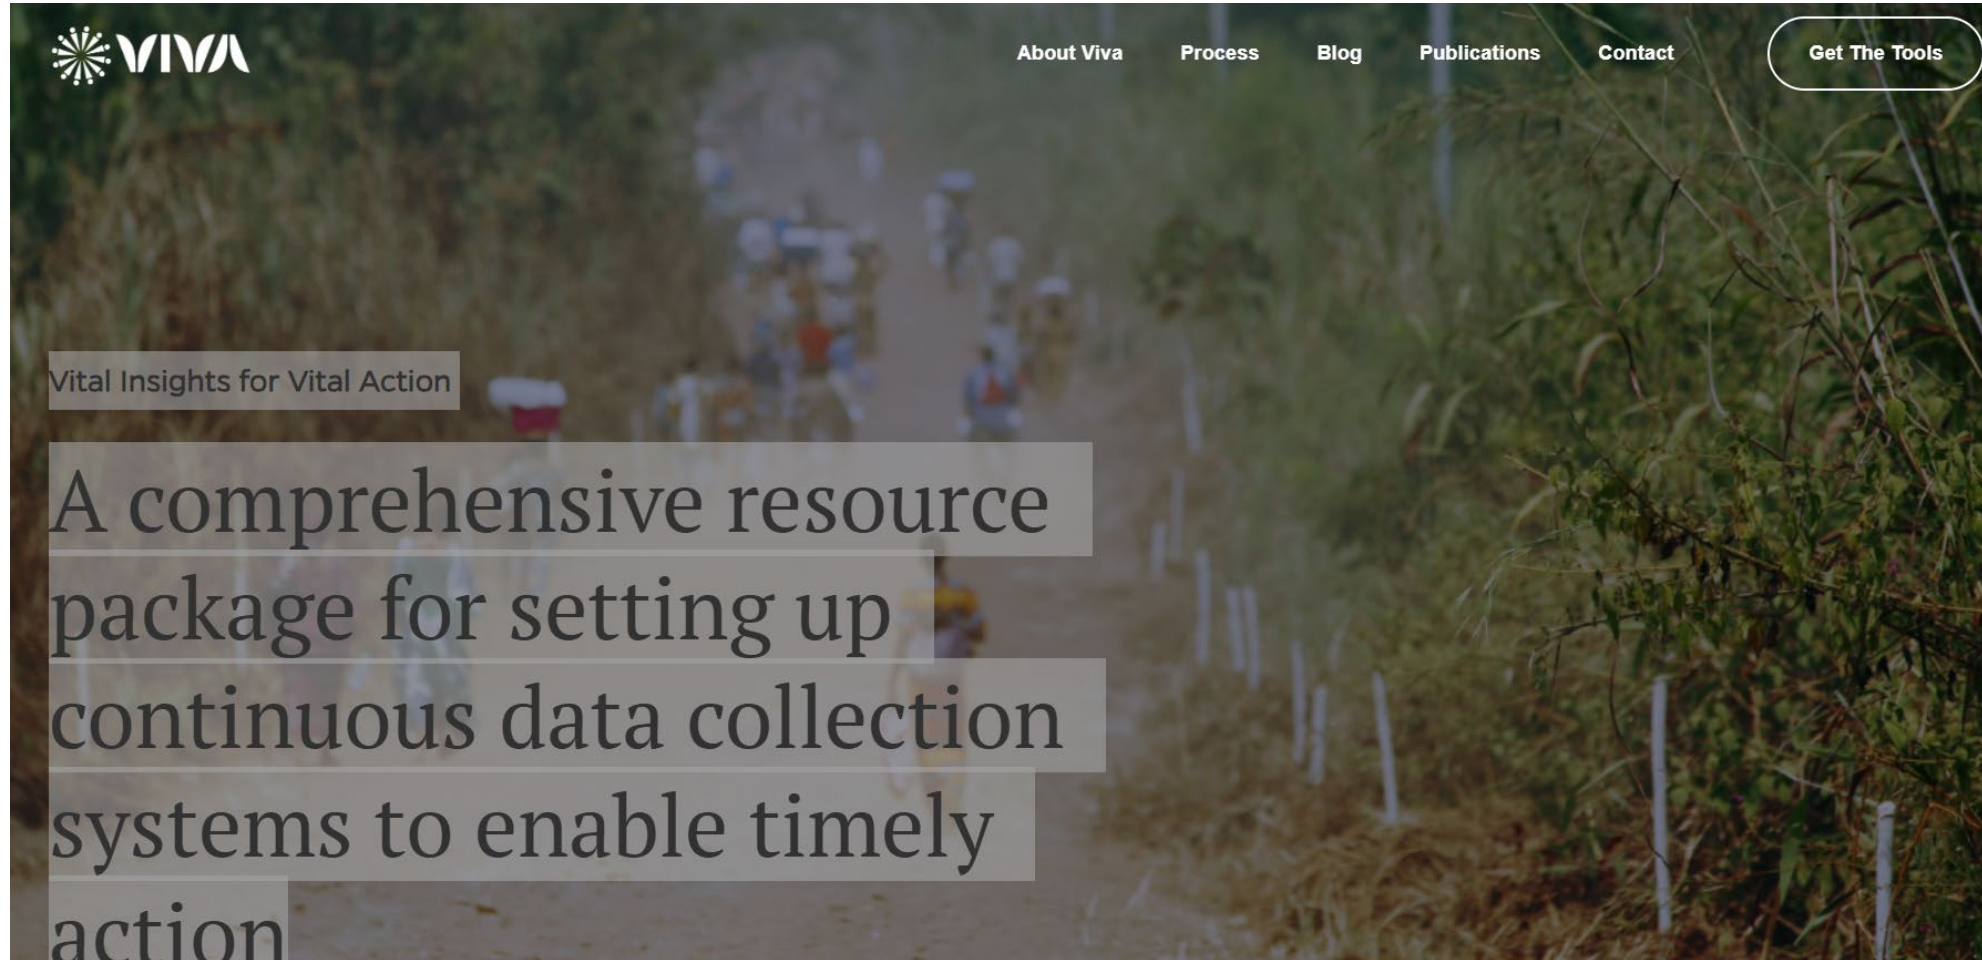 VIVA
About Viva Process Blog Publications Contact Get The Tools
Vital Insights for Vital Action
A comprehensive resource
package for setting up
continuous data collection
systems to enable timely
action